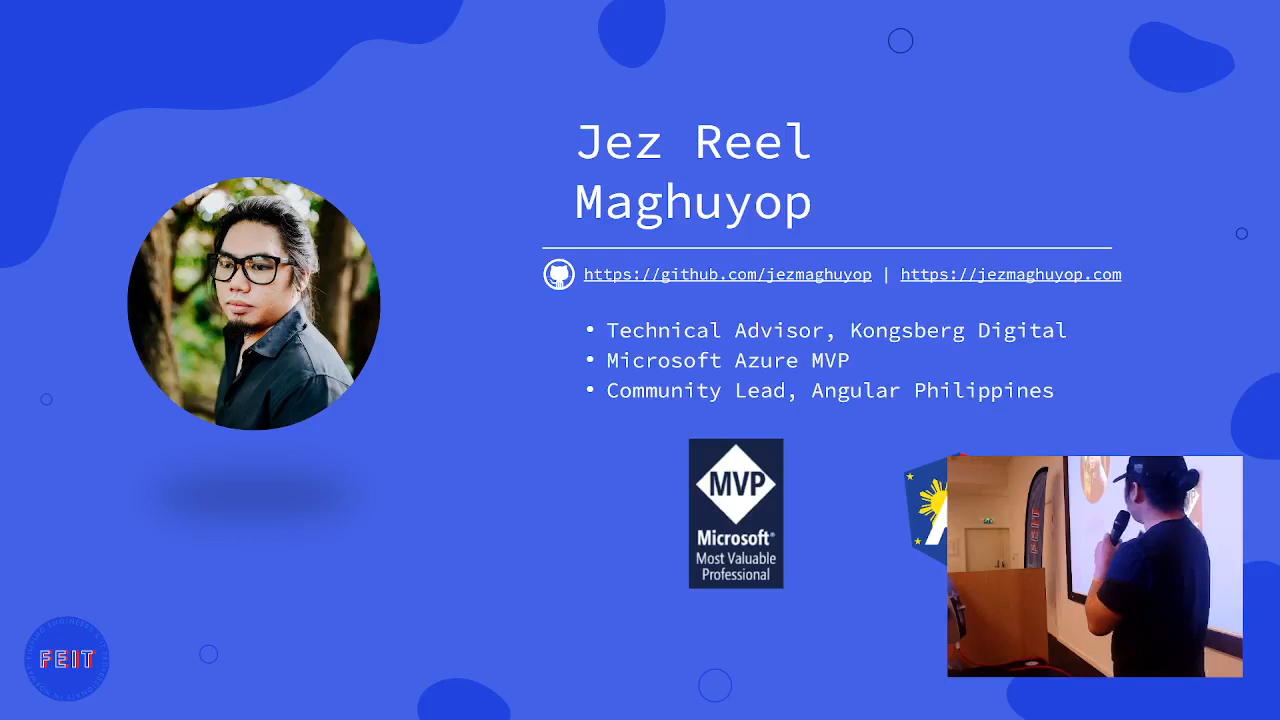 Jez Reel
Maghuyop
https://github.com/jezmaghuyop | https://jezmaghuyop.com
• Technical Advisor, Kongsberg Digital
• Microsoft Azure MVP
• Community Lead, Angular Philippines
MVP
Microsoft®
Most Valuable
Professional
FEIT
FEIT